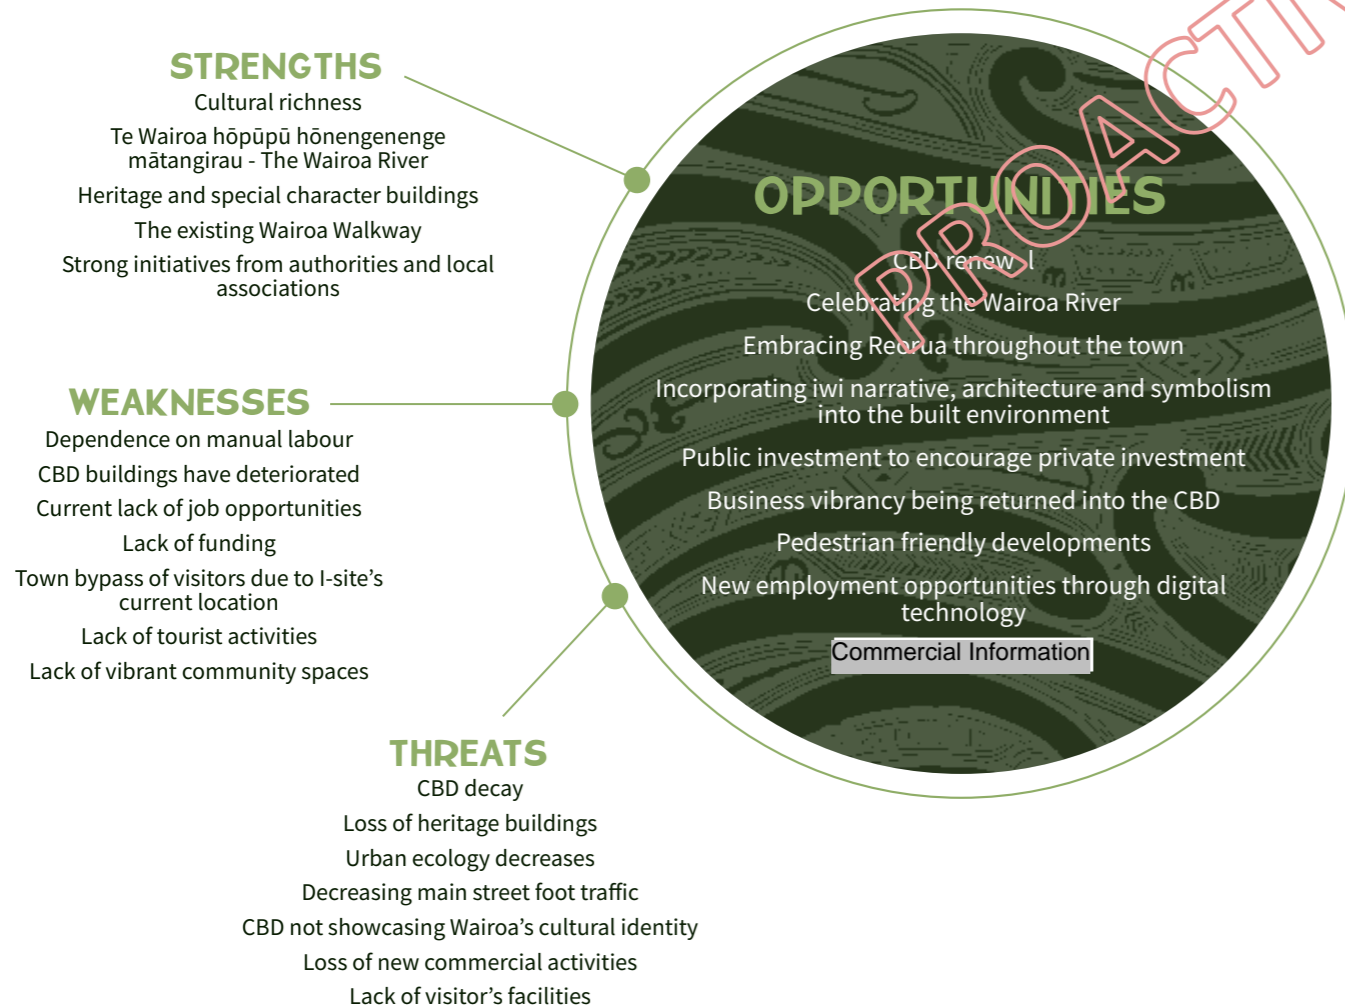 STRENGTHS
Cultural richness
Te Wairoa hōpūpū hōnengenenge
mātangirau - The Wairoa River
Heritage and special character buildings
The existing Wairoa Walkway
Strong initiatives from authorities and local
associations
WEAKNESSES
Dependence on manual labour
CBD buildings have deteriorated
Current lack of job opportunities
Lack of funding
Town bypass of visitors due to I-site’s
current location
Lack of tourist activities
Lack of vibrant community spaces
THREATS
CBD decay
Loss of heritage buildings
Urban ecology decreases
Decreasing main street foot traffic
CBD not showcasing Wairoa’s cultural identity
Loss of new commercial activities
Lack of visitor’s facilities
OPPORTUNITIES
CBD renew l
Celebrating the Wairoa River
Embracing Reorua throughout the town
Incorporating iwi narrative, architecture and symbolism
into the built environment
Public investment to encourage private investment
Business vibrancy being returned into the CBD
Pedestrian friendly developments
New employment opportunities through digital
technology
Commercial Information
PROACTI